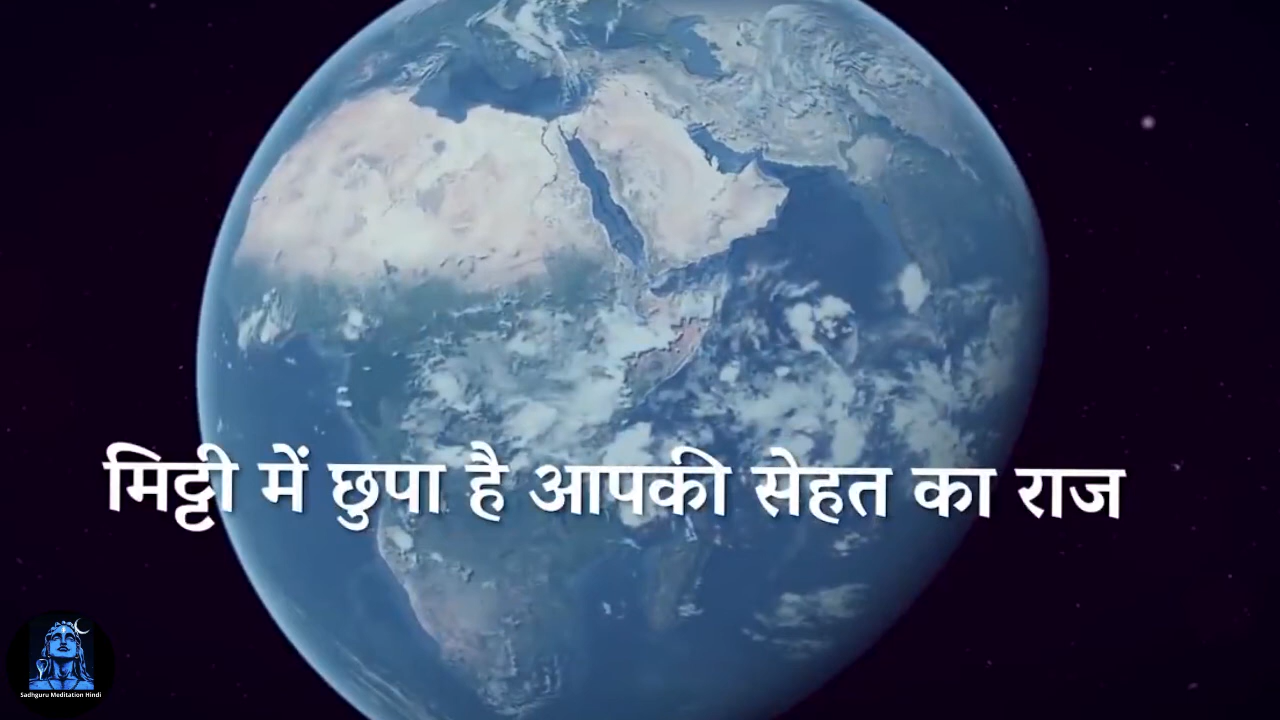 मिट्टी में छुपा है आपकी सेहत का राज
Sadhguru Meditation Hindi